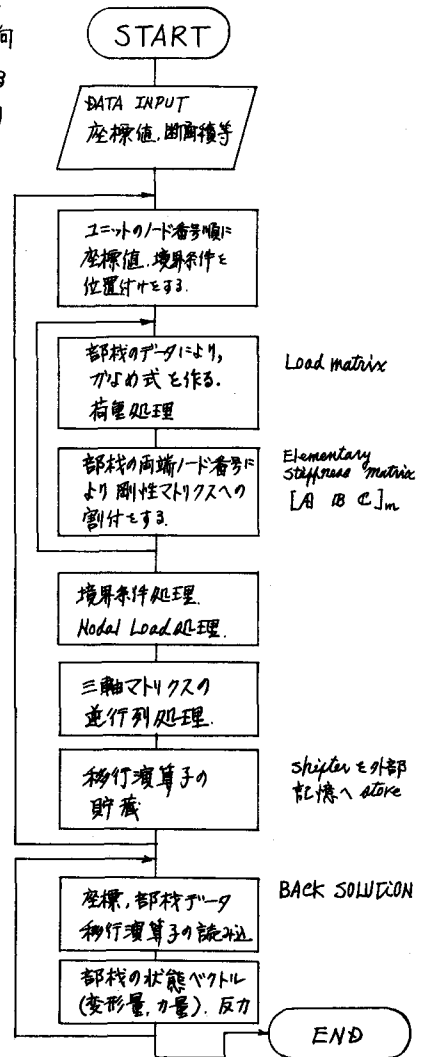 向
START
DATA INPUT
座標値.断面積等
ユニットのノード番号順に
座標値.境界条件を
位置付けをする.
部材のデータにより,
かなめ式を作る.
荷重処理
Load matrix
部材の両端ノード番号に
より剛性マトリクスへの
割付をする.
Elementary
Stiffness matrix
[A B C]m
境界条件処理.
Nodal Load処理.
三軸マトリクスの
逆行列処理.
移行演算子の
貯蔵
Shifterを外部
記憶へstore
BACK SOLUTION
座標,部材データ
移行演算子の読み込
部材の状態ベクトル
(変形量,力量).反力
END